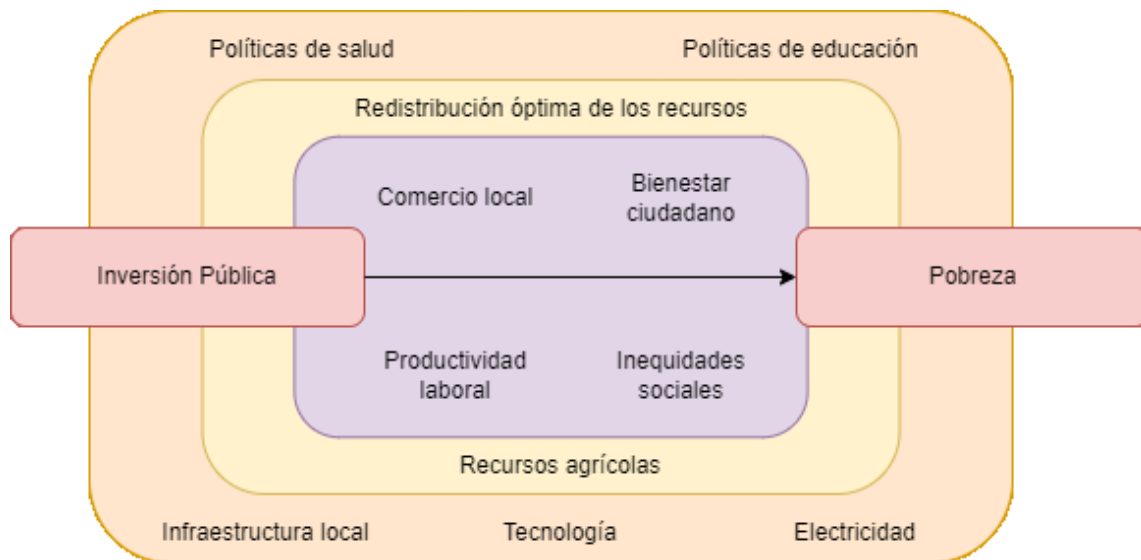 Políticas de salud
Políticas de educación
Redistribución óptima de los recursos
Comercio local
Bienestar
ciudadano
Inversión Pública
Pobreza
Productividad
laboral
Inequidades
sociales
Recursos agrícolas
Infraestructura local
Tecnología
Electricidad